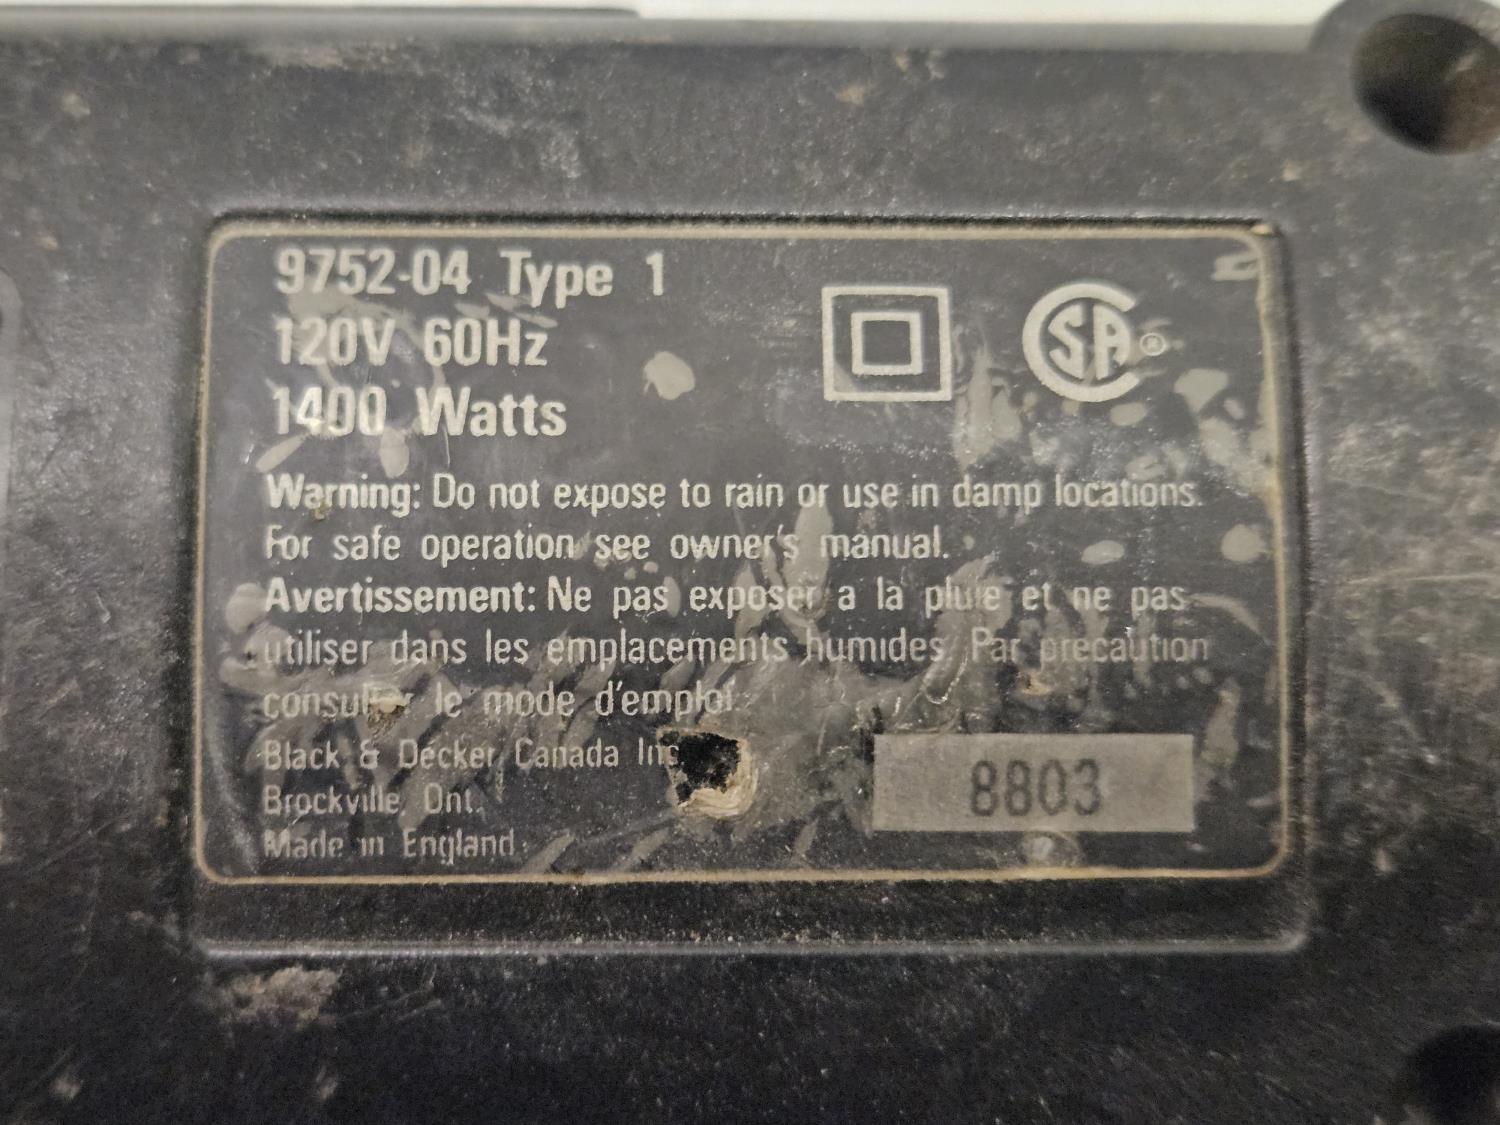 9752-04 Type 1
120V 60Hz
1400 Watts
CSA ®
Warning: Do not expose to rain or use in damp locations.
For safe operation see owner's manual.
Avertissement: Ne pas exposer a la pluie et ne pas
utiliser dans les emplacements humides. Par precaution
consulter le mode d'emploi.
Black & Decker Canada Inc
Brockville, Ont.
Made in England
8803